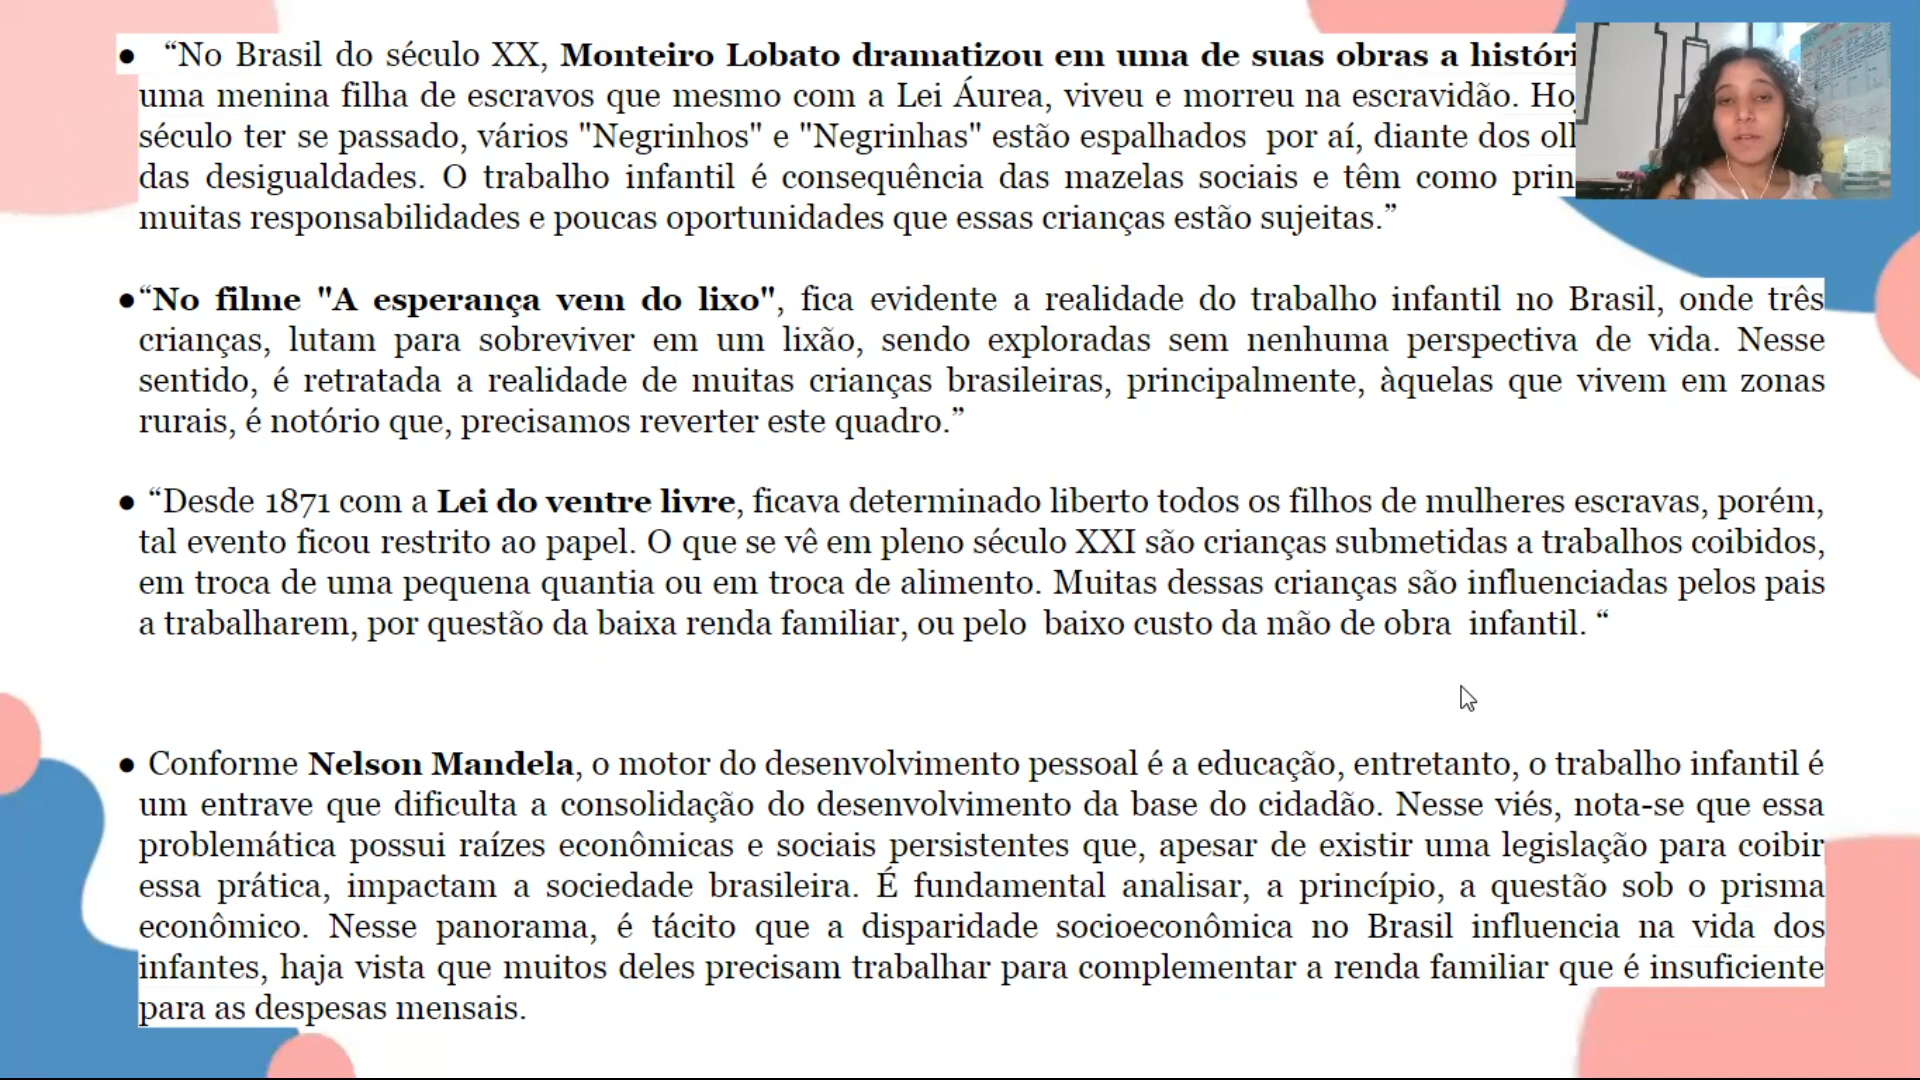 ● “No Brasil do século XX, Monteiro Lobato dramatizou em uma de suas obras a históri
uma menina filha de escravos que mesmo com a Lei Áurea, viveu e morreu na escravidão.
século ter se passado, vários "Negrinhos" e "Negrinhas" estão espalhados por aí, diante dos
das desigualdades. O trabalho infantil é consequência das mazelas sociais e têm como prin
muitas responsabilidades e poucas oportunidades que essas crianças estão sujeitas.”
●“No filme "A esperança vem do lixo", fica evidente a realidade do trabalho infantil no Brasil, onde três
crianças, lutam para sobreviver em um lixão, sendo exploradas sem nenhuma perspectiva de vida. Nesse
sentido, é retratada a realidade de muitas crianças brasileiras, principalmente, àquelas que vivem em zonas
rurais, é notório que, precisamos reverter este quadro.”
● “Desde 1871 com a Lei do ventre livre, ficava determinado liberto todos os filhos de mulheres escravas, porém,
tal evento ficou restrito ao papel. O que se vê em pleno século XXI são crianças submetidas a trabalhos coibidos,
em troca de uma pequena quantia ou em troca de alimento. Muitas dessas crianças são influenciadas pelos pais
a trabalharem, por questão da baixa renda familiar, ou pelo baixo custo da mão de obra infantil. “
● Conforme Nelson Mandela, o motor do desenvolvimento pessoal é a educação, entretanto, o trabalho infantil é
um entrave que dificulta a consolidação do desenvolvimento da base do cidadão. Nesse viés, nota-se que essa
problemática possui raízes econômicas e sociais persistentes que, apesar de existir uma legislação para coibir
essa prática, impactam a sociedade brasileira. É fundamental analisar, a princípio, a questão sob o prisma
econômico. Nesse panorama, é tácito que a disparidade socioeconômica no Brasil influencia na vida dos
infantes, haja vista que muitos deles precisam trabalhar para complementar a renda familiar que é insuficiente
para as despesas mensais.